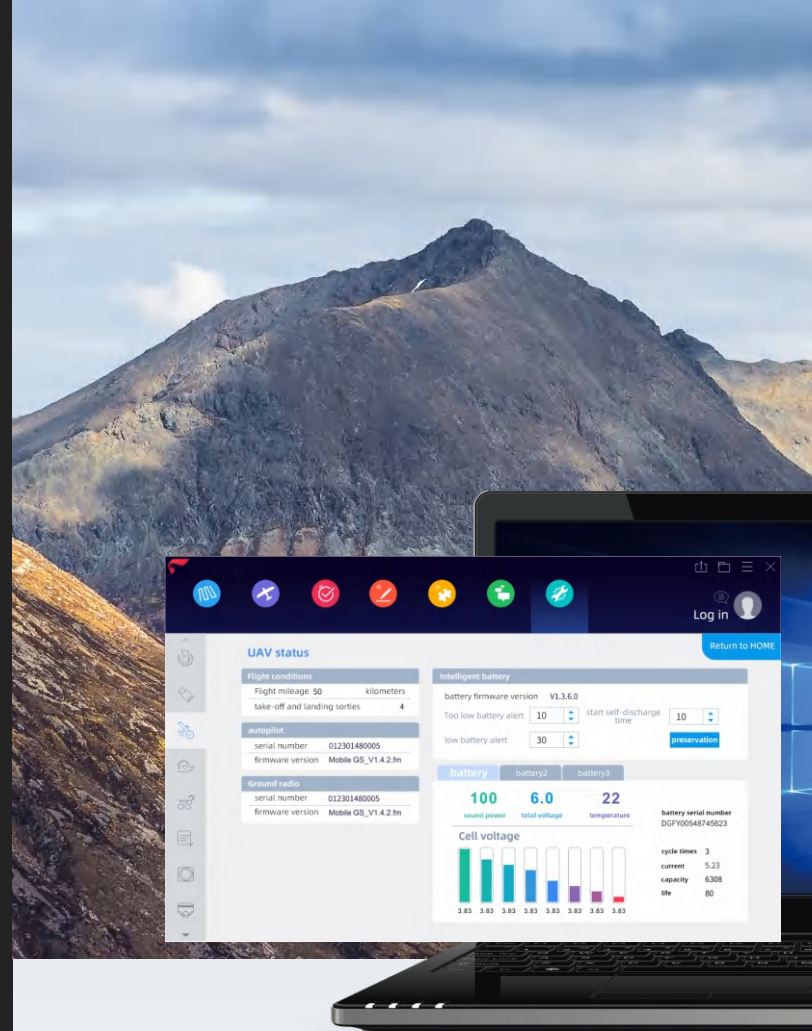 Log in
Return to HOME
UAV status
Flight conditions
Flight mileage 50 kilometers
take-off and landing sorties 4
autopilot
serial number 012301480005
firmware version Mobile GS_V1.4.2.fm
Ground radio
serial number 012301480005
firmware version Mobile GS_V1.4.2.fm
Intelligent battery
battery firmware version V1.3.6.0
Too low battery alert 10 start self-discharge time 10
low battery alert 30 preservation
battery battery2 battery3
100 6.0 22
sound power total voltage temperature
Cell voltage
3.83 3.83 3.83 3.83 3.83 3.83 3.83 3.83
battery serial number
DGFY00548745623
cycle times 3
current 5.23
capacity 6308
life 80